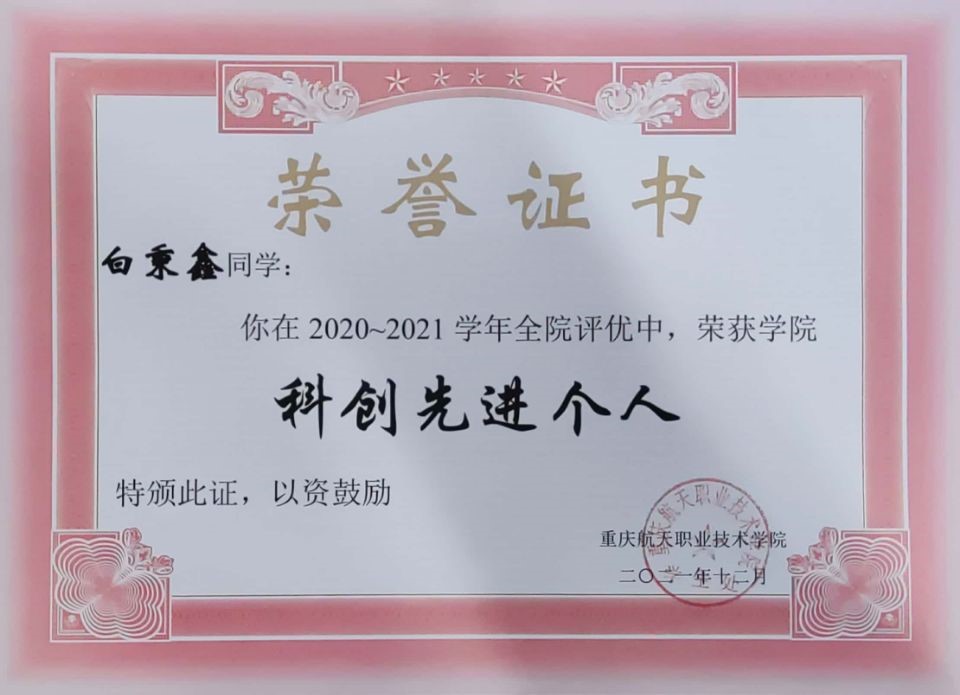 荣誉证书
白秉鑫同学：
你在 2020~2021 学年全院评优中，荣获学院
科创先进个人
特颁此证，以资鼓励
重庆航天职业技术学院
二〇二一年十二月
重庆航天职业技术学院
学生处